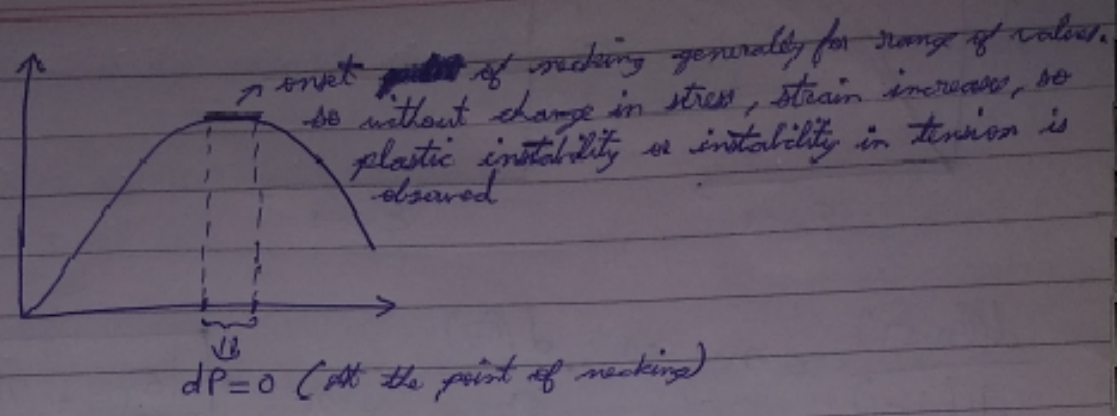 onset of necking generally for range of values.
so without change in stress, strain increases, so
plastic instability or instability in tension is
observed
dP=0 (At the point of necking)